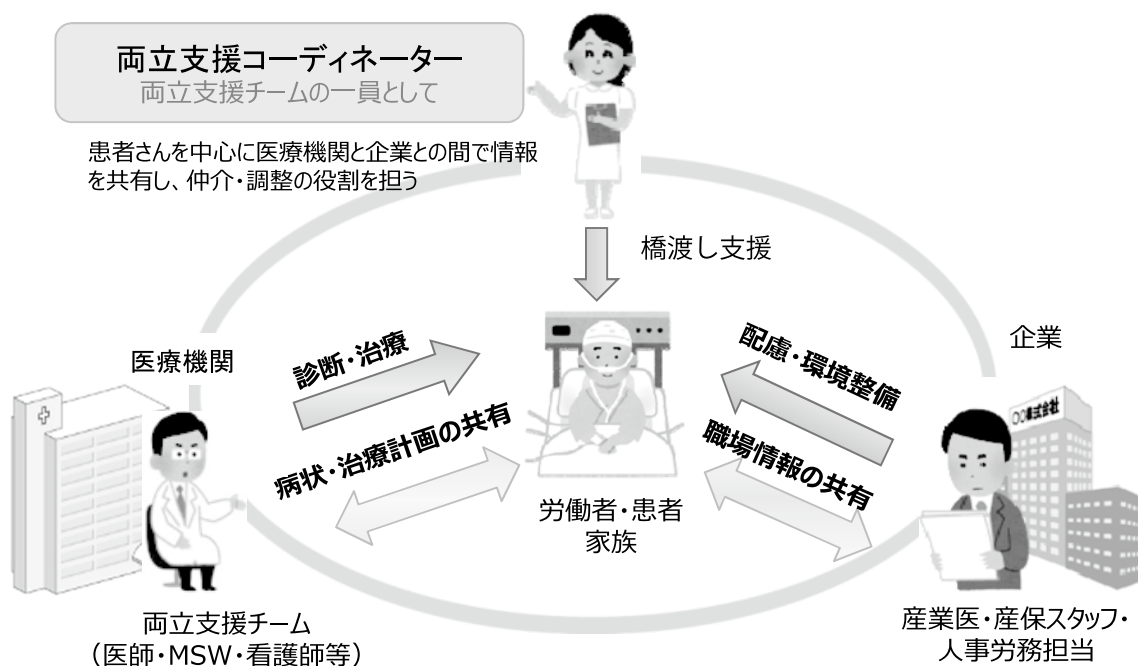 両立支援コーディネーター
両立支援チームの一員として
患者さんを中心に医療機関と企業との間で情報
を共有し、仲介・調整の役割を担う
橋渡し支援
医療機関
診断・治療
病状・治療計画の共有
配慮・環境整備
職場情報の共有
企業
〇〇株式会社
労働者・患者
家族
両立支援チーム
（医師・MSW・看護師等）
産業医・産保スタッフ・
人事労務担当